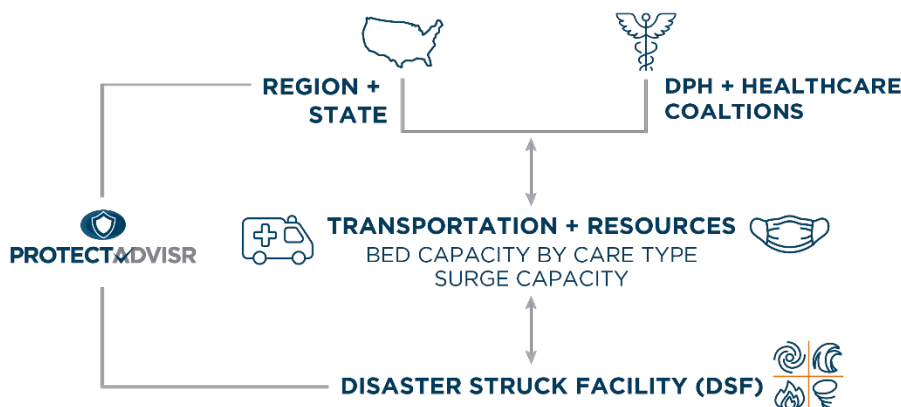 REGION +
STATE
DPH + HEALTHCARE
COALTIONS
PROTECTADVISR
TRANSPORTATION + RESOURCES
BED CAPACITY BY CARE TYPE
SURGE CAPACITY
DISASTER STRUCK FACILITY (DSF)